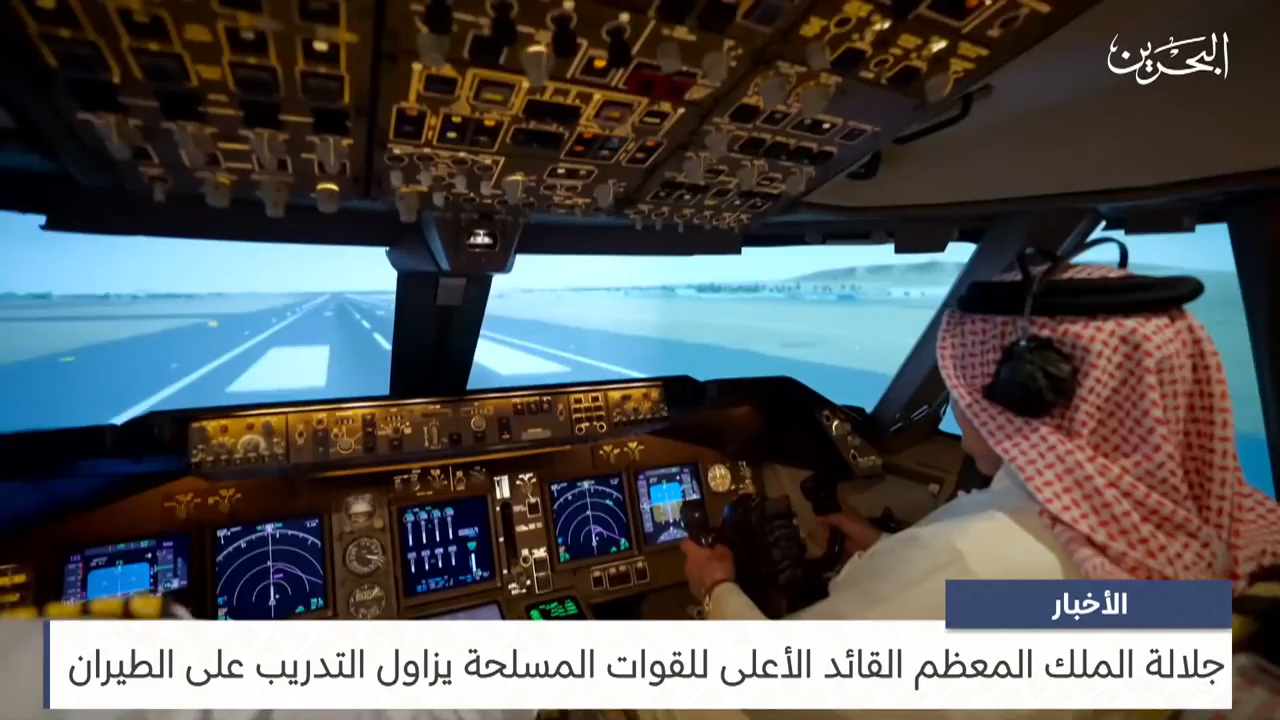 البحرين
الأخبار
جلالة الملك المعظم القائد الأعلى للقوات المسلحة يزاول التدريب على الطيران